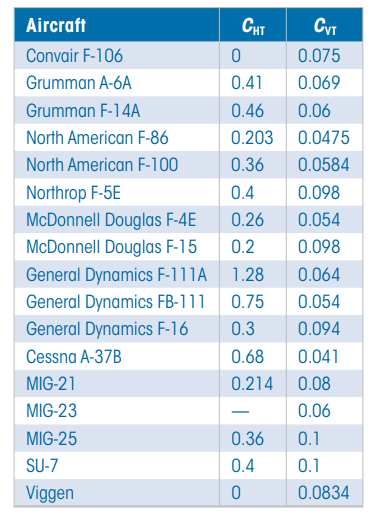 Aircraft C_HT C_VT
Convair F-106 0 0.075
Grumman A-6A 0.41 0.069
Grumman F-14A 0.46 0.06
North American F-86 0.203 0.0475
North American F-100 0.36 0.0584
Northrop F-5E 0.4 0.098
McDonnell Douglas F-4E 0.26 0.054
McDonnell Douglas F-15 0.2 0.098
General Dynamics F-111A 1.28 0.064
General Dynamics FB-111 0.75 0.054
General Dynamics F-16 0.3 0.094
Cessna A-37B 0.68 0.041
MIG-21 0.214 0.08
MIG-23 — 0.06
MIG-25 0.36 0.1
SU-7 0.4 0.1
Viggen 0 0.0834